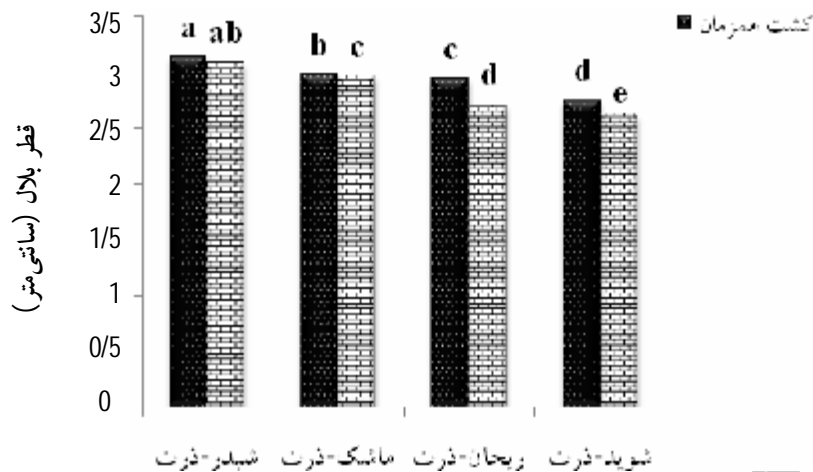 3/5
3
2/5
2
1/5
1
0/5
0
قطر بلال (سانتی‌متر)
a ab
b c
c d
d e
کشت همزمان
شبدر-ذرت ماشک-ذرت ریحان-ذرت شوید-ذرت